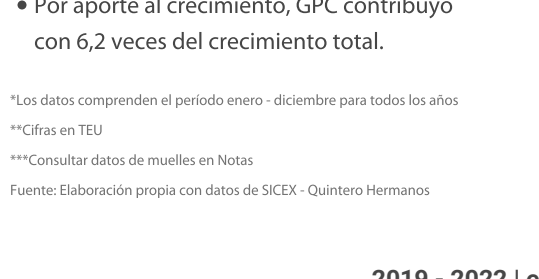 • Por aporte al crecimiento, GPC contribuyó
con 6,2 veces del crecimiento total.
*Los datos comprenden el período enero - diciembre para todos los años
**Cifras en TEU
***Consultar datos de muelles en Notas
Fuente: Elaboración propia con datos de SICEX - Quintero Hermanos
2019 - 2022 |